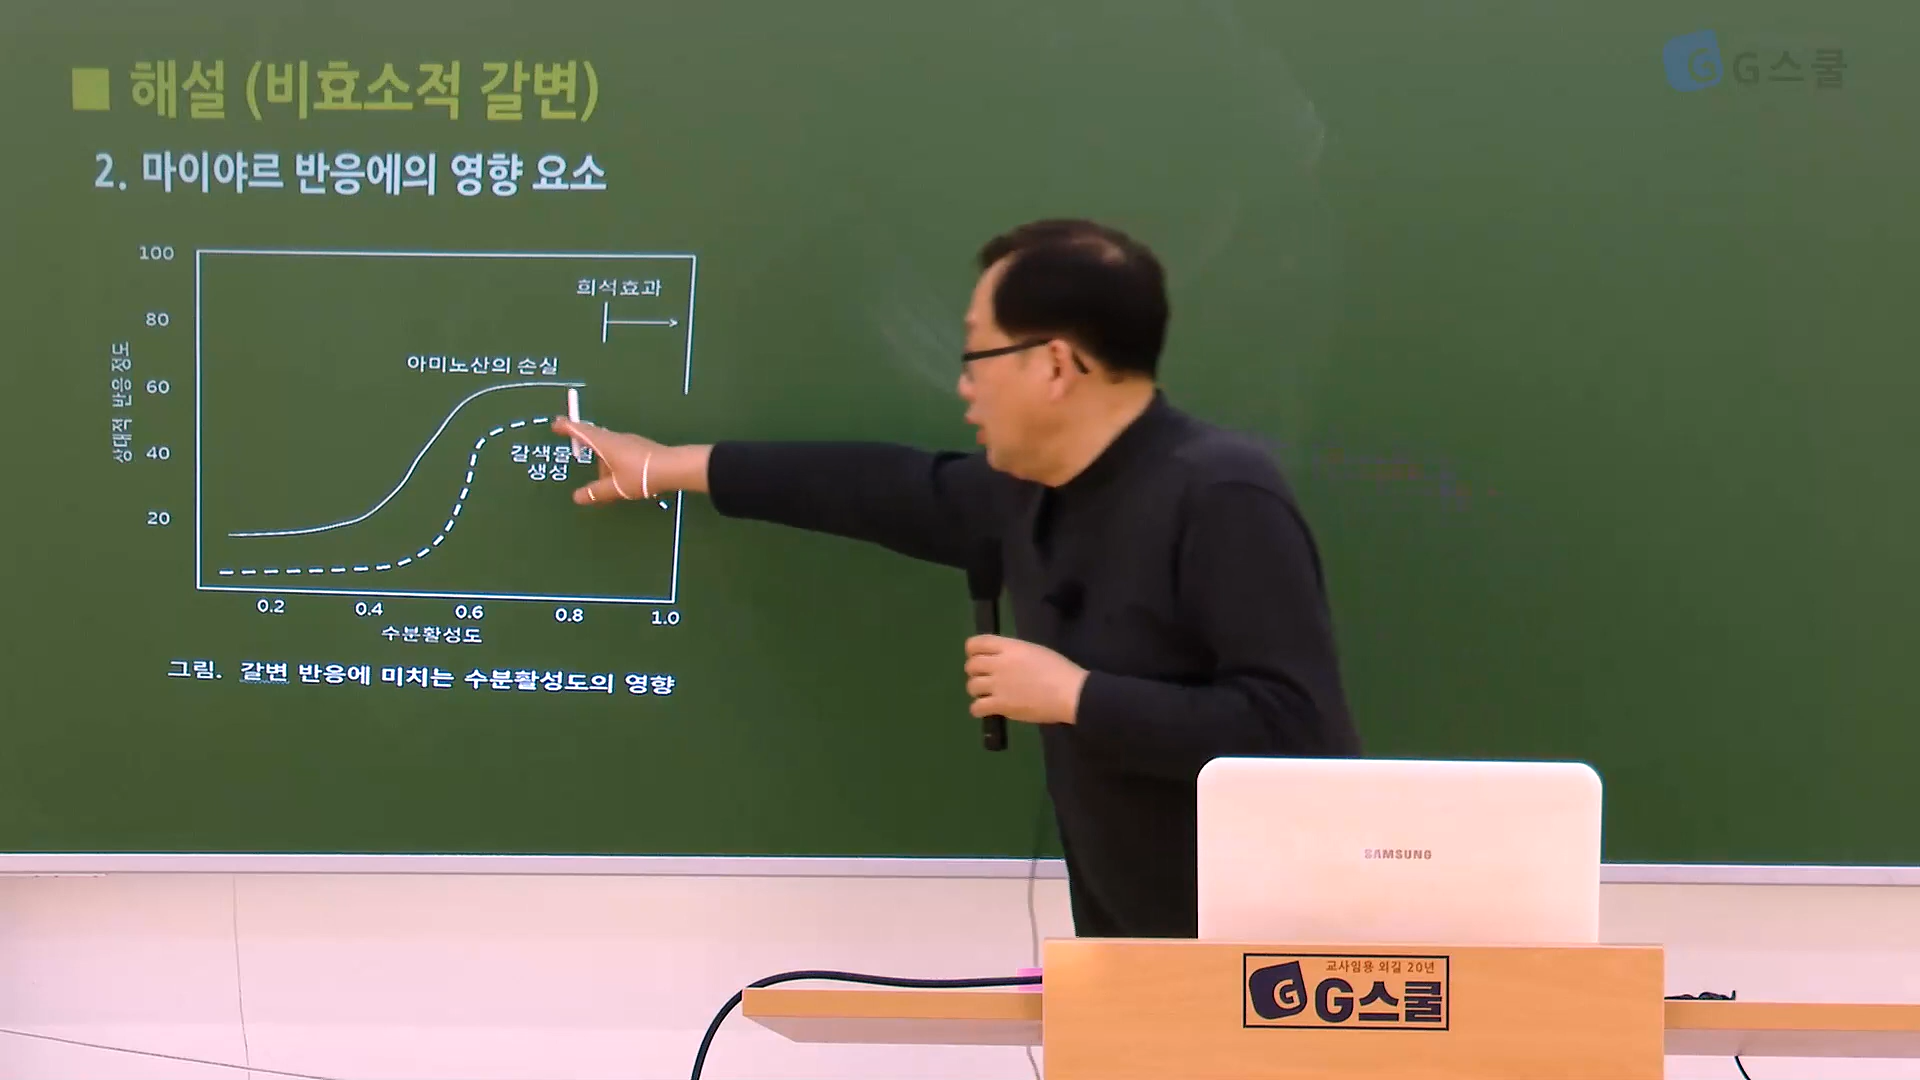 ■ 해설 (비효소적 갈변)
G G스쿨
2. 마이야르 반응에의 영향 요소
100
80
60
40
20
상대적 반응정도
희석효과
아미노산의 손실
갈색물질
생성
0.2 0.4 0.6 0.8 1.0
수분활성도
그림. 갈변 반응에 미치는 수분활성도의 영향
SAMSUNG
교사임용 외길 20년
G G스쿨